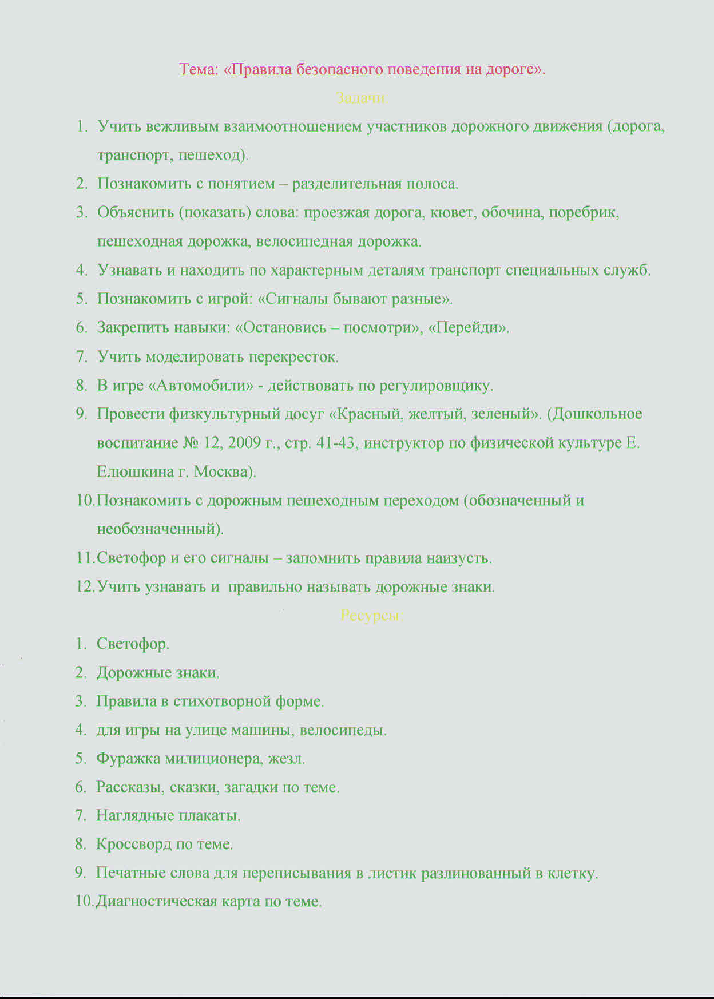 Тема: «Правила безопасного поведения на дороге».
Задачи
1. Учить вежливым взаимоотношением участников дорожного движения (дорога,
транспорт, пешеход).
2. Познакомить с понятием – разделительная полоса.
3. Объяснить (показать) слова: проезжая дорога, кювет, обочина, поребрик,
пешеходная дорожка, велосипедная дорожка.
4. Узнавать и находить по характерным деталям транспорт специальных служб.
5. Познакомить с игрой: «Сигналы бывают разные».
6. Закрепить навыки: «Остановись – посмотри», «Перейди».
7. Учить моделировать перекресток.
8. В игре «Автомобили» - действовать по регулировщику.
9. Провести физкультурный досуг «Красный, желтый, зеленый». (Дошкольное
воспитание № 12, 2009 г., стр. 41-43, инструктор по физической культуре Е.
Елюшкина г. Москва).
10.Познакомить с дорожным пешеходным переходом (обозначенный и
необозначенный).
11.Светофор и его сигналы – запомнить правила наизусть.
12.Учить узнавать и правильно называть дорожные знаки.
Ресурсы
1. Светофор.
2. Дорожные знаки.
3. Правила в стихотворной форме.
4. для игры на улице машины, велосипеды.
5. Фуражка милиционера, жезл.
6. Рассказы, сказки, загадки по теме.
7. Наглядные плакаты.
8. Кроссворд по теме.
9. Печатные слова для переписывания в листик разлинованный в клетку.
10.Диагностическая карта по теме.